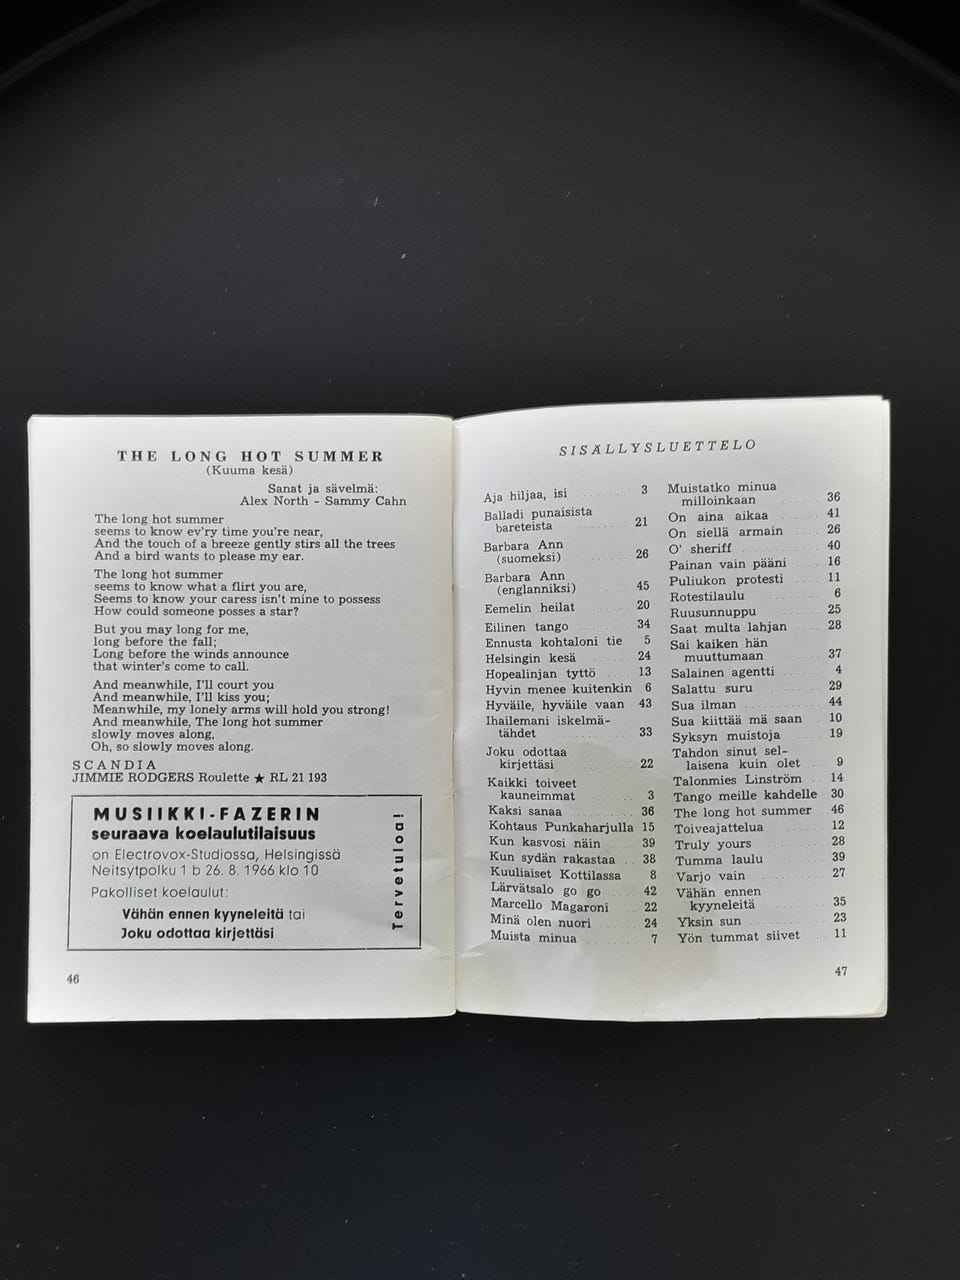 THE LONG HOT SUMMER
(Kuuma kesä)
Sanat ja sävelmä:
Alex North - Sammy Cahn
The long hot summer
seems to know ev'ry time you're near,
And the touch of a breeze gently stirs all the trees
And a bird wants to please my ear.
The long hot summer
seems to know what a flirt you are,
Seems to know your caress isn't mine to possess
How could someone posses a star?
But you may long for me,
long before the fall;
Long before the winds announce
that winter's come to call.
And meanwhile, I'll court you
And meanwhile, I'll kiss you;
Meanwhile, my lonely arms will hold you strong!
And meanwhile, The long hot summer
slowly moves along,
Oh, so slowly moves along.
SCANDIA
JIMMIE RODGERS Roulette ★ RL 21 193
MUSIIKKI-FAZERIN
seuraava koelaulutilaisuus
on Electrovox-Studiossa, Helsingissä
Neitsytpolku 1 b 26. 8. 1966 klo 10
Pakolliset koelaulut:
Vähän ennen kyyneleitä tai
Joku odottaa kirjettäsi
Tervetuloa!
46
SISÄLLYSLUETTELO
Aja hiljaa, isi 3
Balladi punaisista
bareteista 21
Barbara Ann
(suomeksi) 26
Barbara Ann
(englanniksi) 45
Eemelin heilat 20
Eilinen tango 34
Ennusta kohtaloni tie 5
Helsingin kesä 24
Hopealinjan tyttö 13
Hyvin menee kuitenkin 6
Hyväile, hyväile vaan 43
Ihailemani iskelmä-
tähdet 33
Joku odottaa
kirjettäsi 22
Kaikki toiveet
kauneimmat 3
Kaksi sanaa 36
Kohtaus Punkaharjulla 15
Kun kasvosi näin 39
Kun sydän rakastaa 38
Kuuliaiset Kottilassa 8
Lärvätsalo go go 42
Marcello Magaroni 22
Minä olen nuori 24
Muista minua 7
Muistatko minua
milloinkaan 36
On aina aikaa 41
On siellä armain 26
O' sheriff 40
Painan vain pääni 16
Puliukon protesti 11
Rotestilaulu 6
Ruusunnuppu 25
Saat multa lahjan 28
Sai kaiken hän
muuttumaan 37
Salainen agentti 4
Salattu suru 29
Sua ilman 44
Sua kiittää mä saan 10
Syksyn muistoja 19
Tahdon sinut sel-
laisena kuin olet 9
Talonmies Linström 14
Tango meille kahdelle 30
The long hot summer 46
Toiveajattelua 12
Truly yours 28
Tumma laulu 39
Varjo vain 27
Vähän ennen
kyyneleitä 35
Yksin sun 23
Yön tummat siivet 11
47